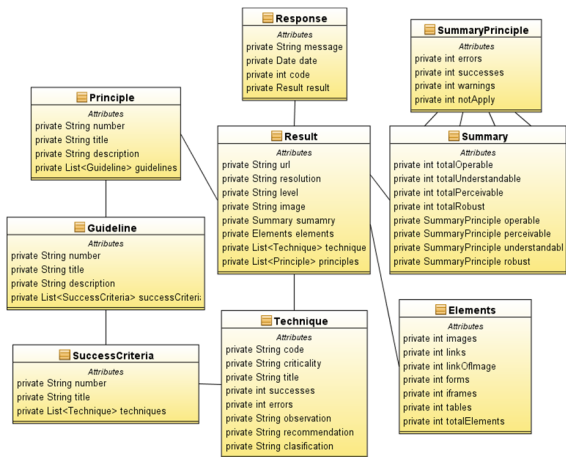 Response
Attributes
private String message
private Date date
private int code
private Result result
SummaryPrinciple
Attributes
private int errors
private int successes
private int warnings
private int notApply
Principle
Attributes
private String number
private String title
private String description
private List<Guideline> guidelines
Result
Attributes
private String url
private String resolution
private String level
private String image
private Summary sumamry
private Elements elements
private List<Technique> technique
private List<Principle> principles
Summary
Attributes
private int totalOperable
private int totalUnderstandable
private int totalPerceivable
private int totalRobust
private SummaryPrinciple operable
private SummaryPrinciple perceivable
private SummaryPrinciple understandabl
private SummaryPrinciple robust
Guideline
Attributes
private String number
private String title
private String description
private List<SuccessCriteria> successCriteri
SuccessCriteria
Attributes
private String number
private String title
private List<Technique> techniques
Technique
Attributes
private String code
private String criticality
private String title
private int successes
private int errors
private String observation
private String recommendation
private String clasification
Elements
Attributes
private int images
private int links
private int linkOfImage
private int forms
private int iframes
private int tables
private int totalElements